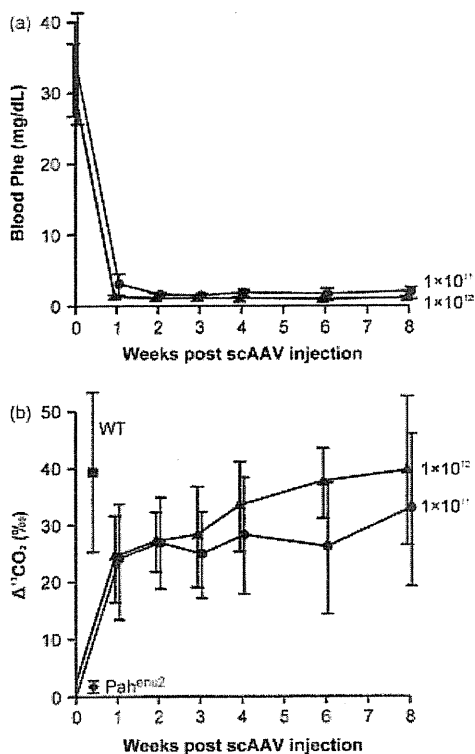 (a)
Blood Phe (mg/dL)
40
30
20
10
0
0 1 2 3 4 5 6 7 8
1×10¹¹
1×10¹²
Weeks post scAAV injection
(b)
Δ¹³CO₂ (‰)
50
40
30
20
10
0
WT
1×10¹²
1×10¹¹
Pahᵉⁿᵘ²
0 1 2 3 4 5 6 7 8
Weeks post scAAV injection